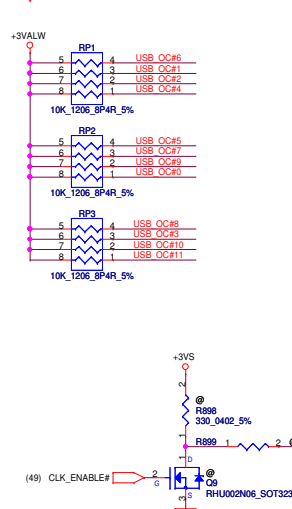 +3VALW
RP1
5 4 USB_OC#6
6 3 USB_OC#1
7 2 USB_OC#2
8 1 USB_OC#4
10K_1206_8P4R_5%
RP2
5 4 USB_OC#5
6 3 USB_OC#7
7 2 USB_OC#9
8 1 USB_OC#0
10K_1206_8P4R_5%
RP3
5 4 USB_OC#8
6 3 USB_OC#3
7 2 USB_OC#10
8 1 USB_OC#11
10K_1206_8P4R_5%
+3VS
2
@
R898
330_0402_5%
1
R899 1 2
1 D
(49) CLK_ENABLE# 2 G
@
Q9
RHU002N06_SOT323
3 S